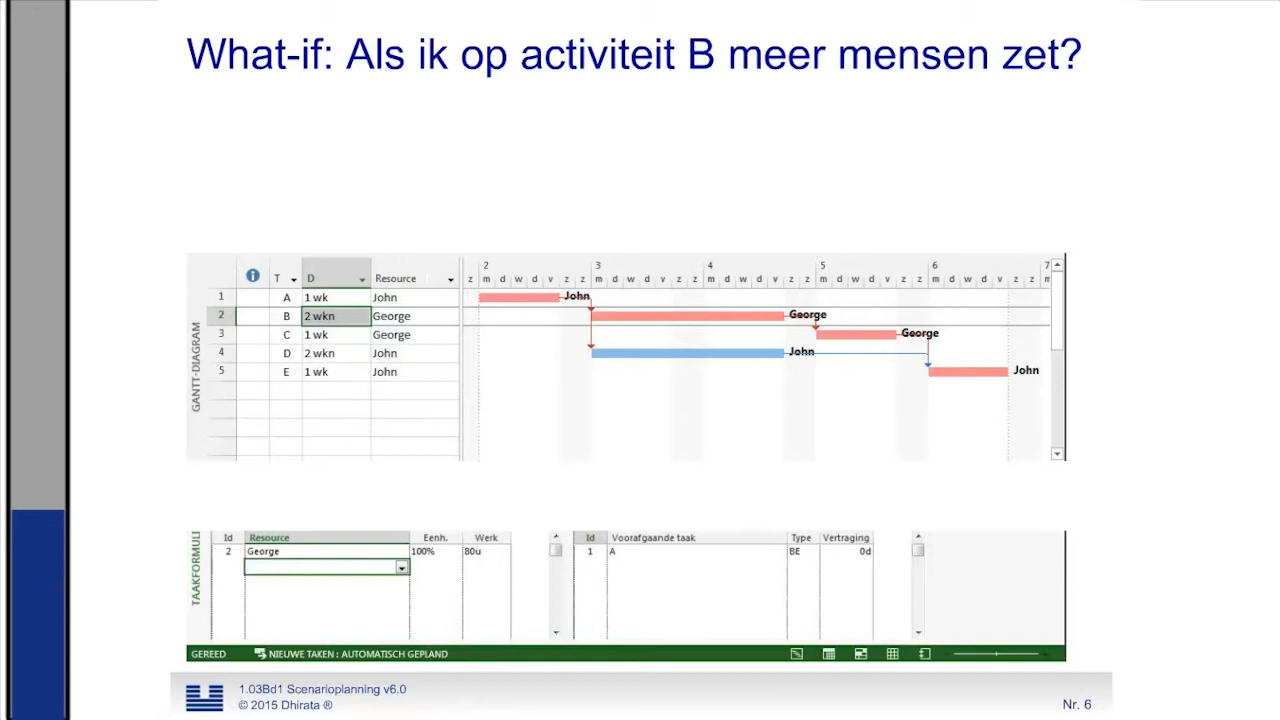 What-if: Als ik op activiteit B meer mensen zet?
2 3 4 5 6 7
T D Resource z m d w d v z z m d w d v z z m d w d v z z m d w d v z z m d w d v z z m
1 A 1 wk John John
2 B 2 wkn George George
3 C 1 wk George George
4 D 2 wkn John John
5 E 1 wk John John
GANTT-DIAGRAM
Id Resource Eenh. Werk Id Voorafgaande taak Type Vertraging
2 George 100% 80u 1 A BE 0d
TAAKFORMULI
GEREED NIEUWE TAKEN : AUTOMATISCH GEPLAND
1.03Bd1 Scenarioplanning v6.0
© 2015 Dhirata ®
Nr. 6